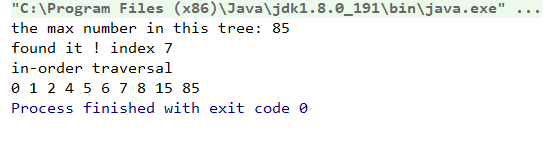 "C:\Program Files (x86)\Java\jdk1.8.0_191\bin\java.exe" ...
the max number in this tree: 85
found it ! index 7
in-order traversal
0 1 2 4 5 6 7 8 15 85
Process finished with exit code 0